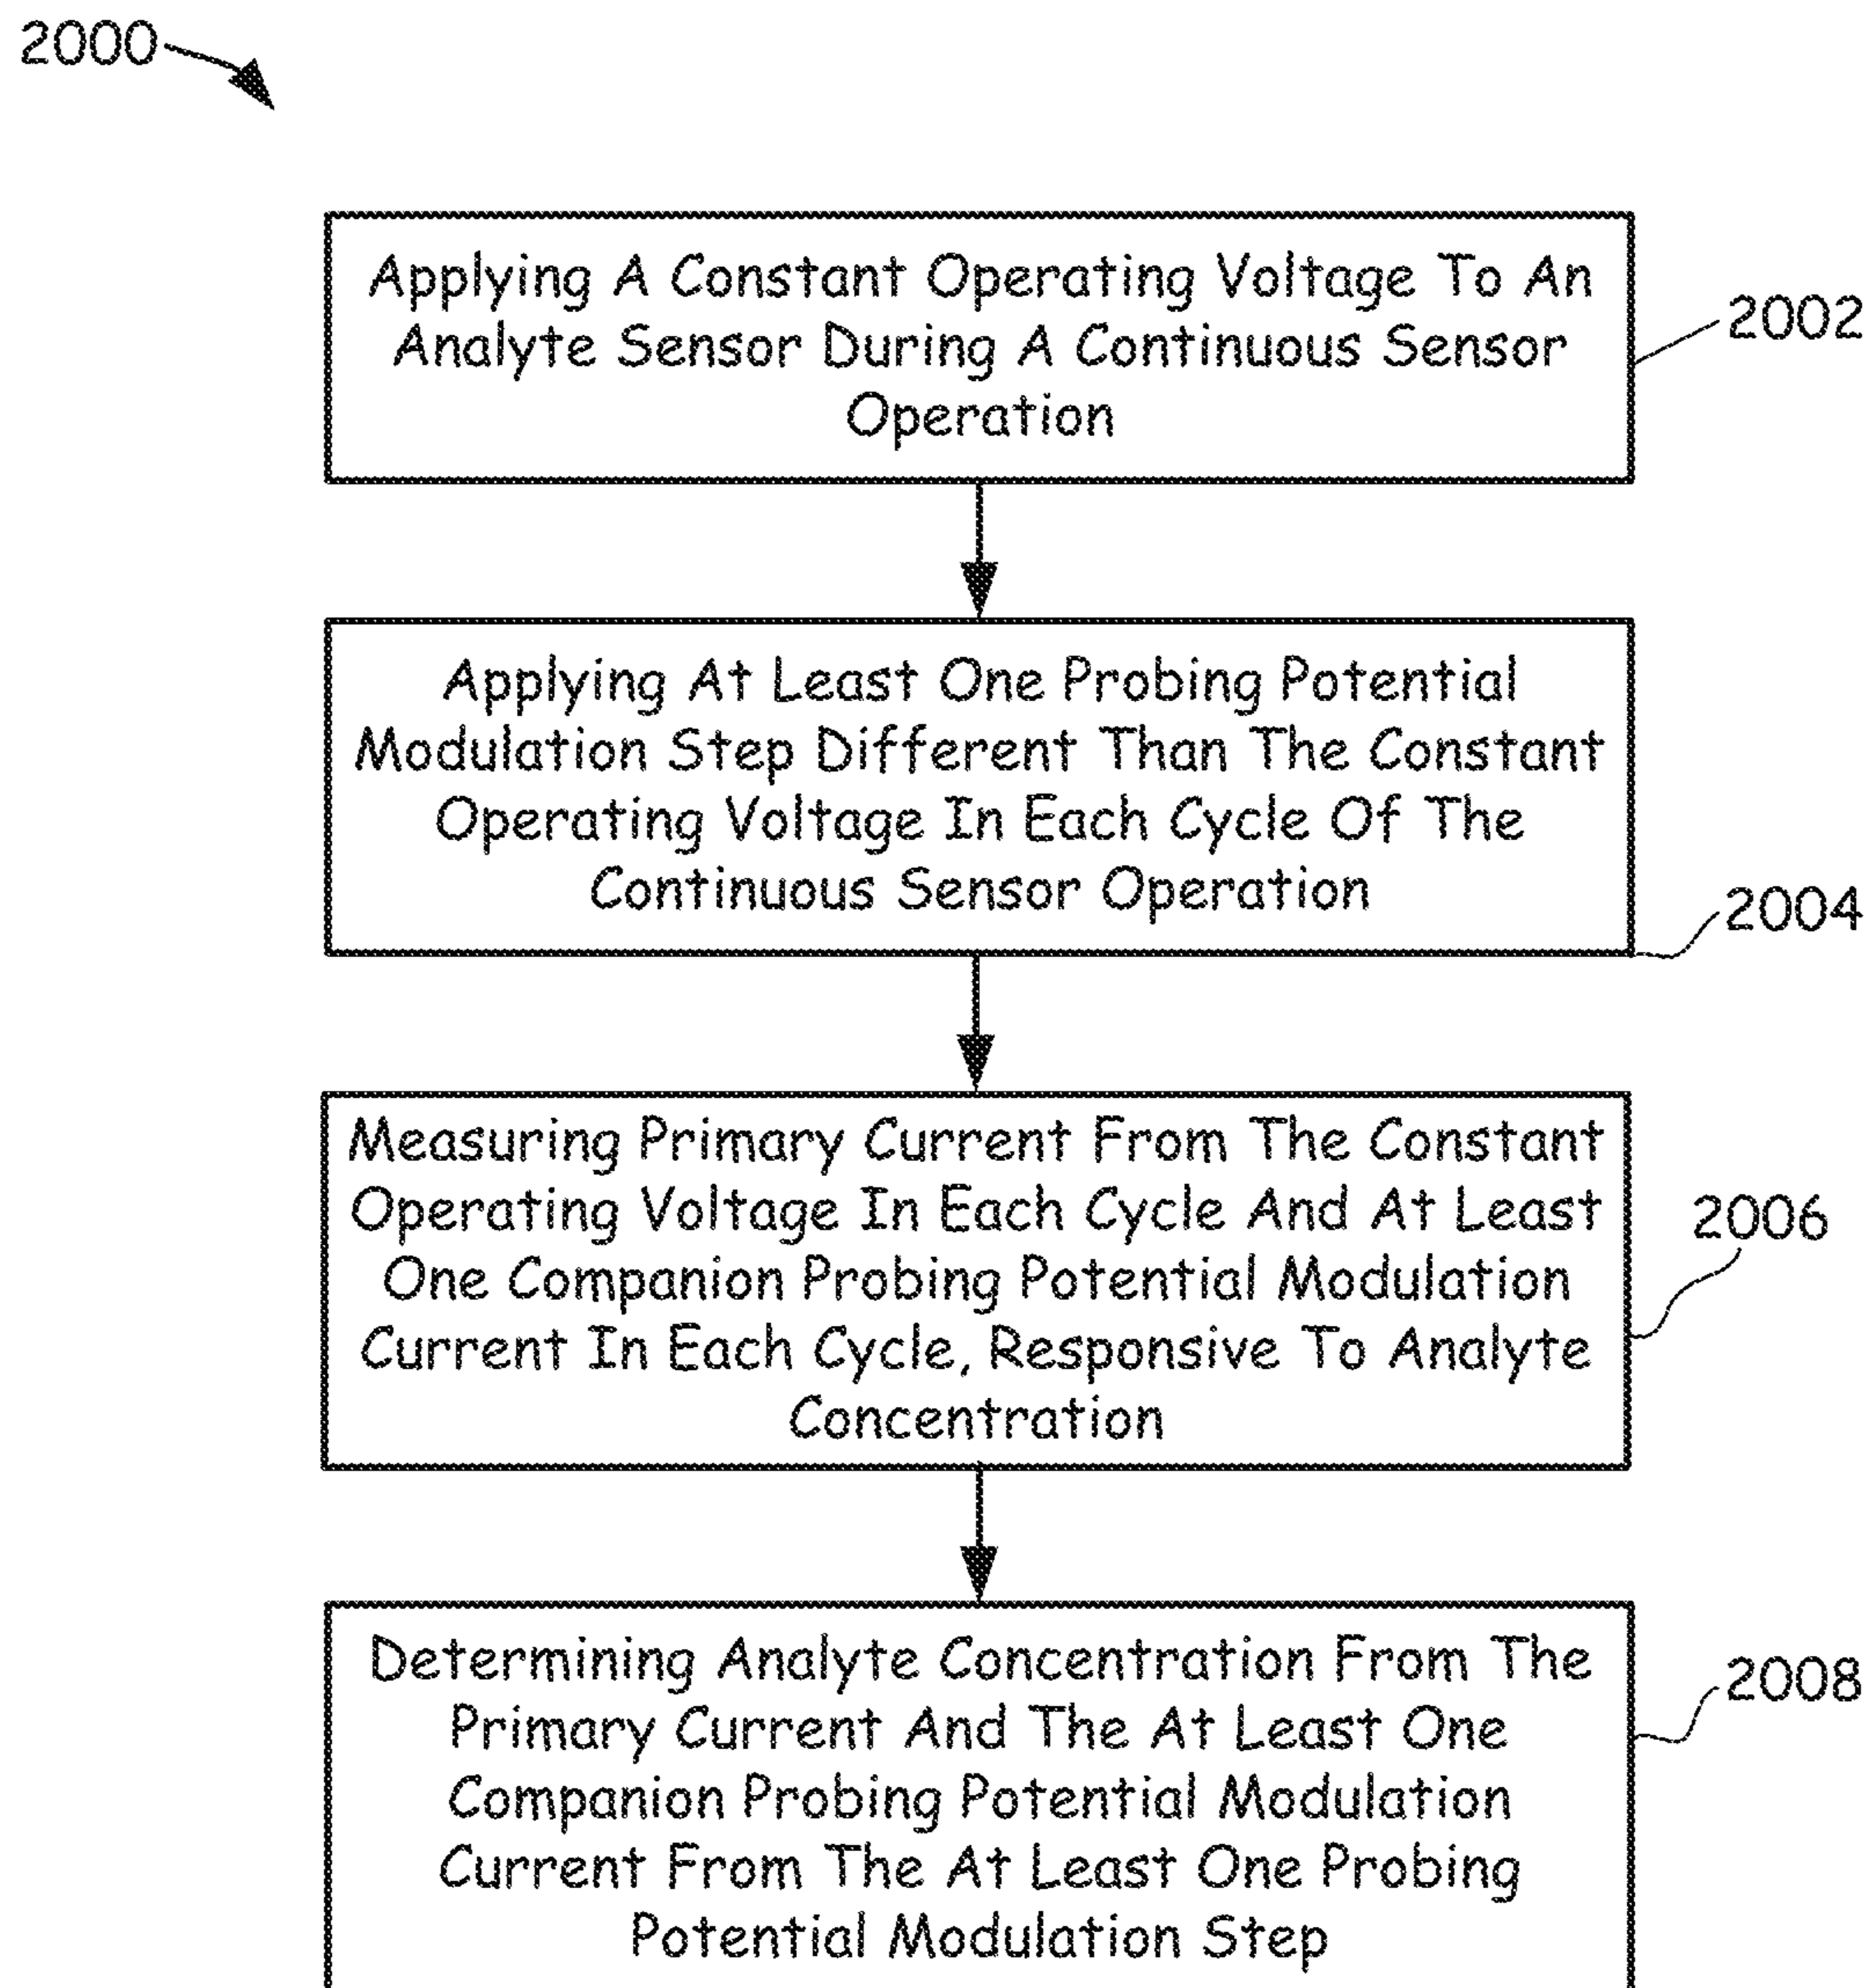 2000
Applying A Constant Operating Voltage To An
Analyte Sensor During A Continuous Sensor
Operation
2002
Applying At Least One Probing Potential
Modulation Step Different Than The Constant
Operating Voltage In Each Cycle Of The
Continuous Sensor Operation
2004
Measuring Primary Current From The Constant
Operating Voltage In Each Cycle And At Least
One Companion Probing Potential Modulation
Current In Each Cycle, Responsive To Analyte
Concentration
2006
Determining Analyte Concentration From The
Primary Current And The At Least One
Companion Probing Potential Modulation
Current From The At Least One Probing
Potential Modulation Step
2008